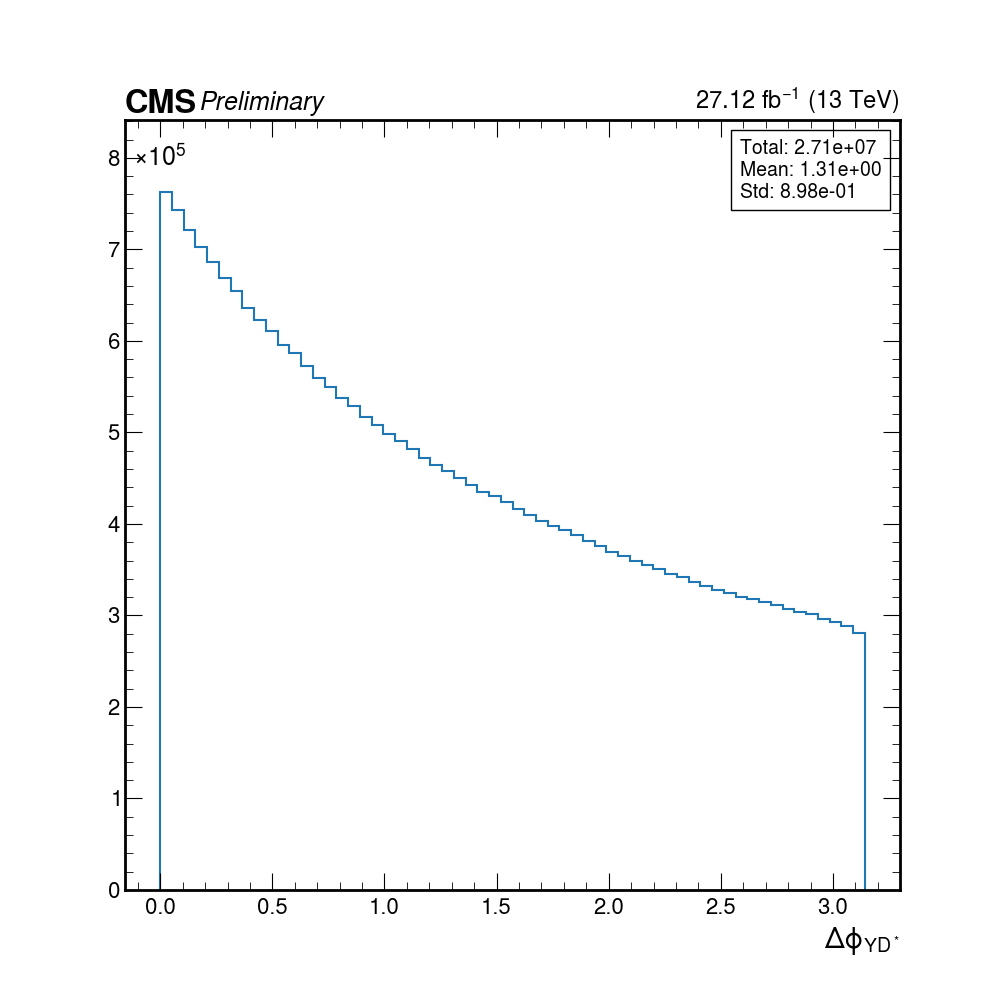 CMS Preliminary 27.12 fb⁻¹ (13 TeV)
×10⁵
Total: 2.71e+07
Mean: 1.31e+00
Std: 8.98e-01
8
7
6
5
4
3
2
1
0
0.0 0.5 1.0 1.5 2.0 2.5 3.0
Δϕ_YD*